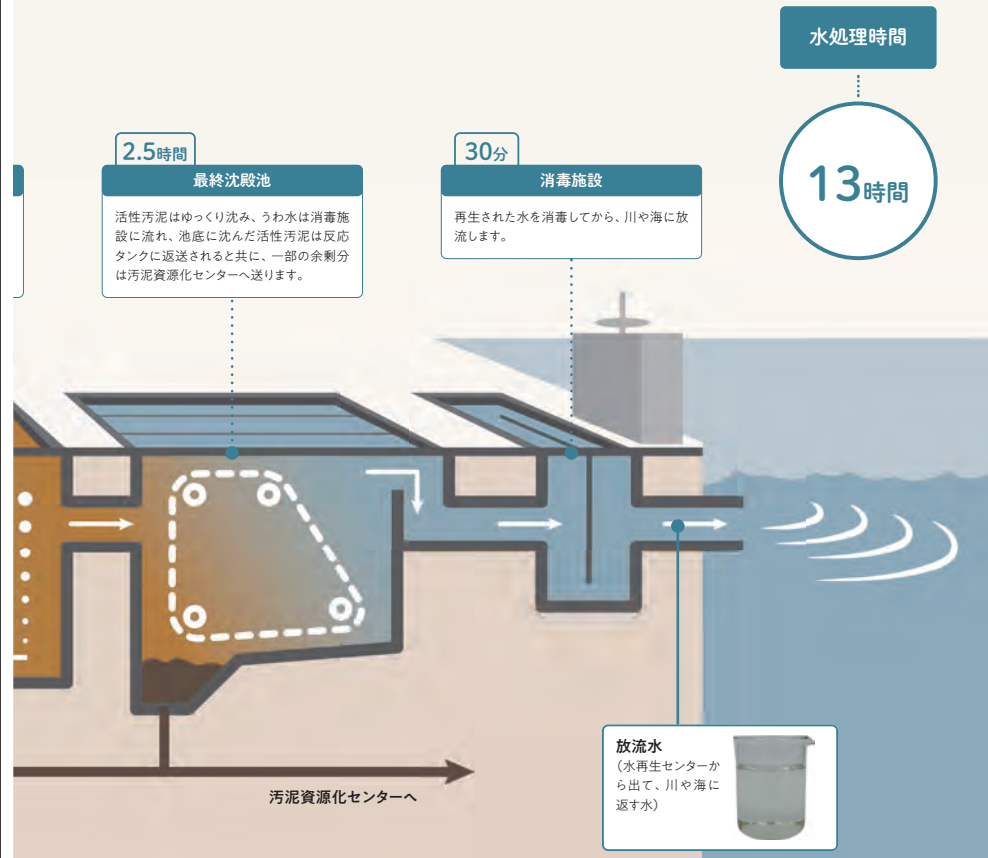 水処理時間
13時間
2.5時間
最終沈殿池
活性汚泥はゆっくり沈み、うわ水は消毒施
設に流れ、池底に沈んだ活性汚泥は反応
タンクに返送されると共に、一部の余剰分
は汚泥資源化センターへ送ります。
30分
消毒施設
再生された水を消毒してから、川や海に放
流します。
汚泥資源化センターへ
放流水
（水再生センターか
ら出て、川や海に
返す水）